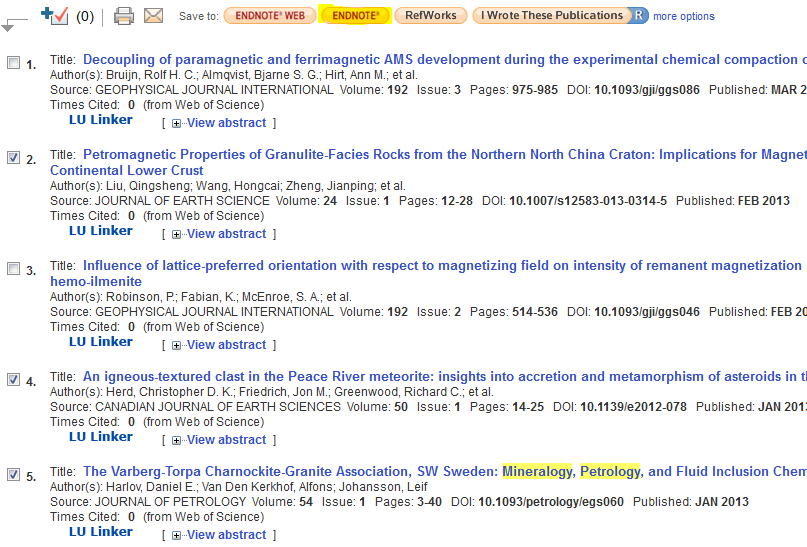 (0) Save to: ENDNOTE® WEB ENDNOTE® RefWorks I Wrote These Publications R more options
1. Title: Decoupling of paramagnetic and ferrimagnetic AMS development during the experimental chemical compaction
Author(s): Bruijn, Rolf H. C.; Almqvist, Bjarne S. G.; Hirt, Ann M.; et al.
Source: GEOPHYSICAL JOURNAL INTERNATIONAL Volume: 192 Issue: 3 Pages: 975-985 DOI: 10.1093/gji/ggs086 Published: MAR 2
Times Cited: 0 (from Web of Science)
LU Linker [ View abstract ]
2. Title: Petromagnetic Properties of Granulite-Facies Rocks from the Northern North China Craton: Implications for Magnet
Continental Lower Crust
Author(s): Liu, Qingsheng; Wang, Hongcai; Zheng, Jianping; et al.
Source: JOURNAL OF EARTH SCIENCE Volume: 24 Issue: 1 Pages: 12-28 DOI: 10.1007/s12583-013-0314-5 Published: FEB 2013
Times Cited: 0 (from Web of Science)
LU Linker [ View abstract ]
3. Title: Influence of lattice-preferred orientation with respect to magnetizing field on intensity of remanent magnetization
hemo-ilmenite
Author(s): Robinson, P.; Fabian, K.; McEnroe, S. A.; et al.
Source: GEOPHYSICAL JOURNAL INTERNATIONAL Volume: 192 Issue: 2 Pages: 514-536 DOI: 10.1093/gji/ggs046 Published: FEB 20
Times Cited: 0 (from Web of Science)
LU Linker [ View abstract ]
4. Title: An igneous-textured clast in the Peace River meteorite: insights into accretion and metamorphism of asteroids in t
Author(s): Herd, Christopher D. K.; Friedrich, Jon M.; Greenwood, Richard C.; et al.
Source: CANADIAN JOURNAL OF EARTH SCIENCES Volume: 50 Issue: 1 Pages: 14-25 DOI: 10.1139/e2012-078 Published: JAN 2013
Times Cited: 0 (from Web of Science)
LU Linker [ View abstract ]
5. Title: The Varberg-Torpa Charnockite-Granite Association, SW Sweden: Mineralogy, Petrology, and Fluid Inclusion Chem
Author(s): Harlov, Daniel E.; Van Den Kerkhof, Alfons; Johansson, Leif
Source: JOURNAL OF PETROLOGY Volume: 54 Issue: 1 Pages: 3-40 DOI: 10.1093/petrology/egs060 Published: JAN 2013
Times Cited: 0 (from Web of Science)
LU Linker [ View abstract ]